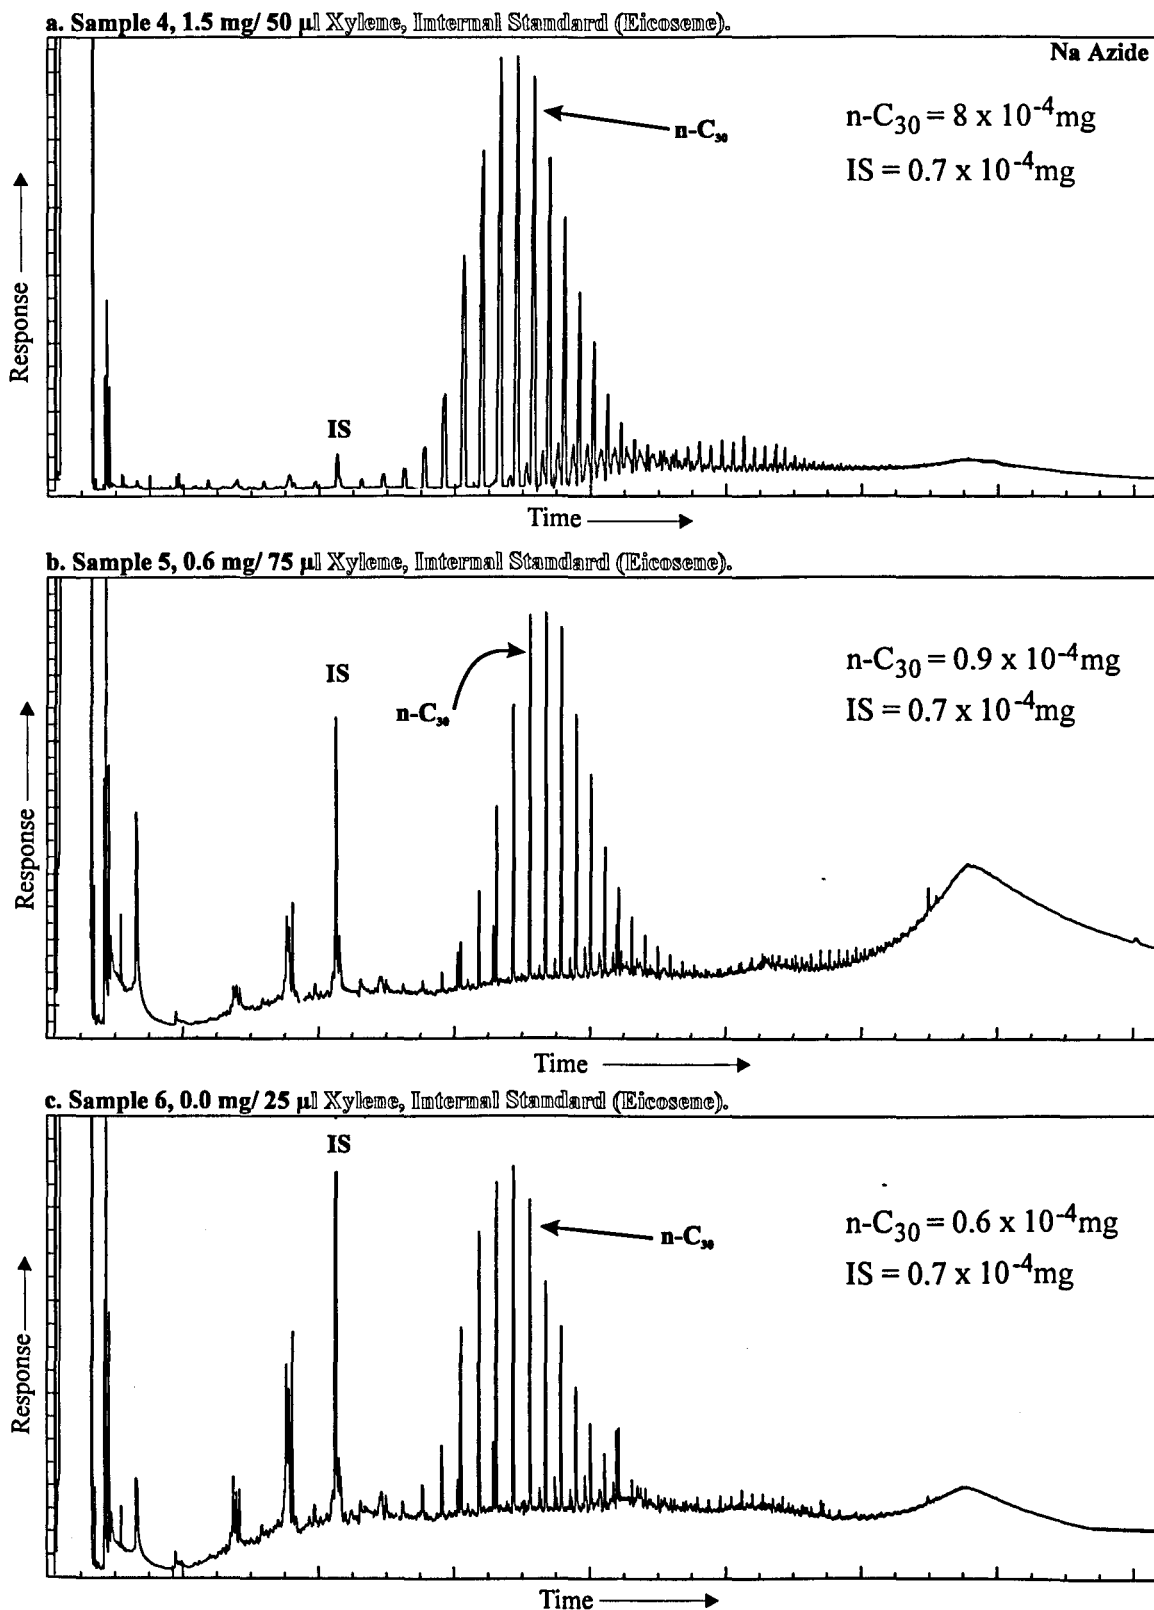 a. Sample 4, 1.5 mg/ 50 µl Xylene, Internal Standard (Eicosene).
Na Azide
n-C30 = 8 x 10-4mg
n-C30
IS = 0.7 x 10-4mg
IS
Response
Time
b. Sample 5, 0.6 mg/ 75 µl Xylene, Internal Standard (Eicosene).
n-C30 = 0.9 x 10-4mg
IS
n-C30
IS = 0.7 x 10-4mg
Response
Time
c. Sample 6, 0.0 mg/ 25 µl Xylene, Internal Standard (Eicosene).
IS
n-C30 = 0.6 x 10-4mg
n-C30
IS = 0.7 x 10-4mg
Response
Time